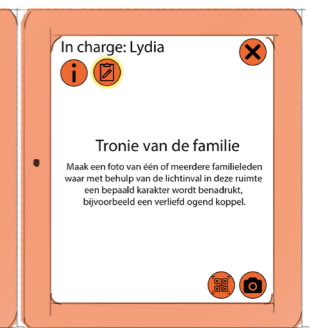 In charge: Lydia
Tronie van de familie
Maak een foto van één of meerdere familieleden
waar met behulp van de lichtinval in deze ruimte
een bepaald karakter wordt benadrukt,
bijvoorbeeld een verliefd ogend koppel.